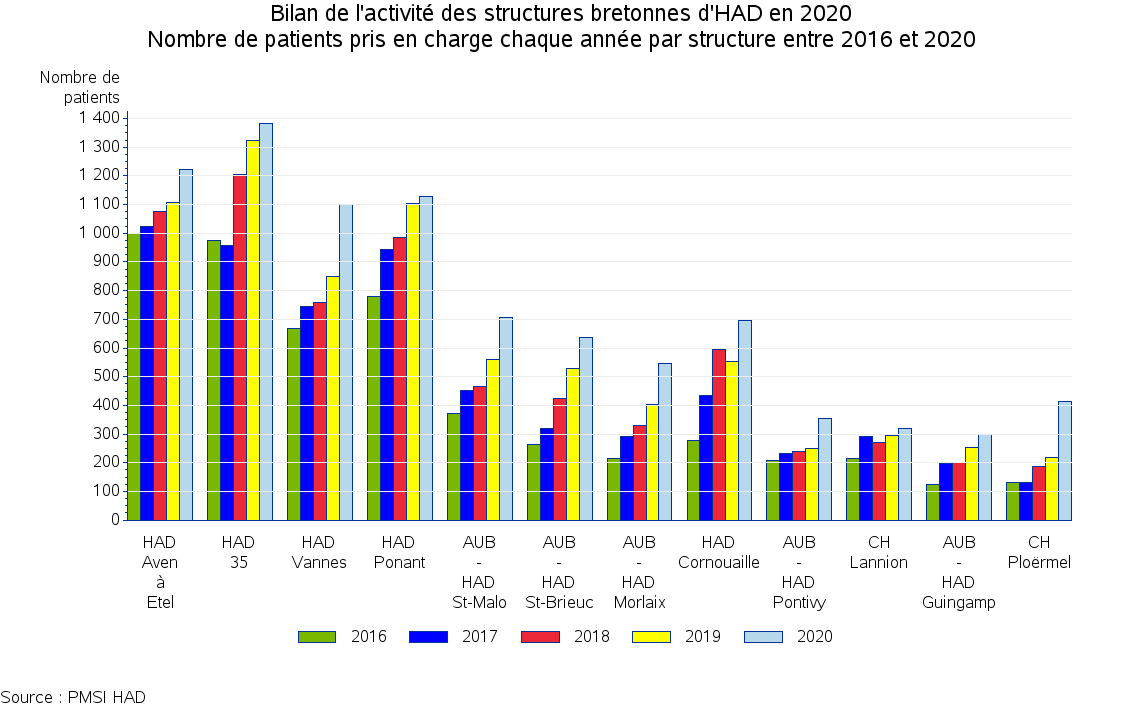 Bilan de l'activité des structures bretonnes d'HAD en 2020
Nombre de patients pris en charge chaque année par structure entre 2016 et 2020
Nombre de
patients
1 400
1 300
1 200
1 100
1 000
900
800
700
600
500
400
300
200
100
0
HAD
Aven
à
Etel
HAD
35
HAD
Vannes
HAD
Ponant
AUB
-
HAD
St-Malo
AUB
-
HAD
St-Brieuc
AUB
-
HAD
Morlaix
HAD
Cornouaille
AUB
-
HAD
Pontivy
CH
Lannion
AUB
-
HAD
Guingamp
CH
Ploërmel
2016 2017 2018 2019 2020
Source : PMSI HAD